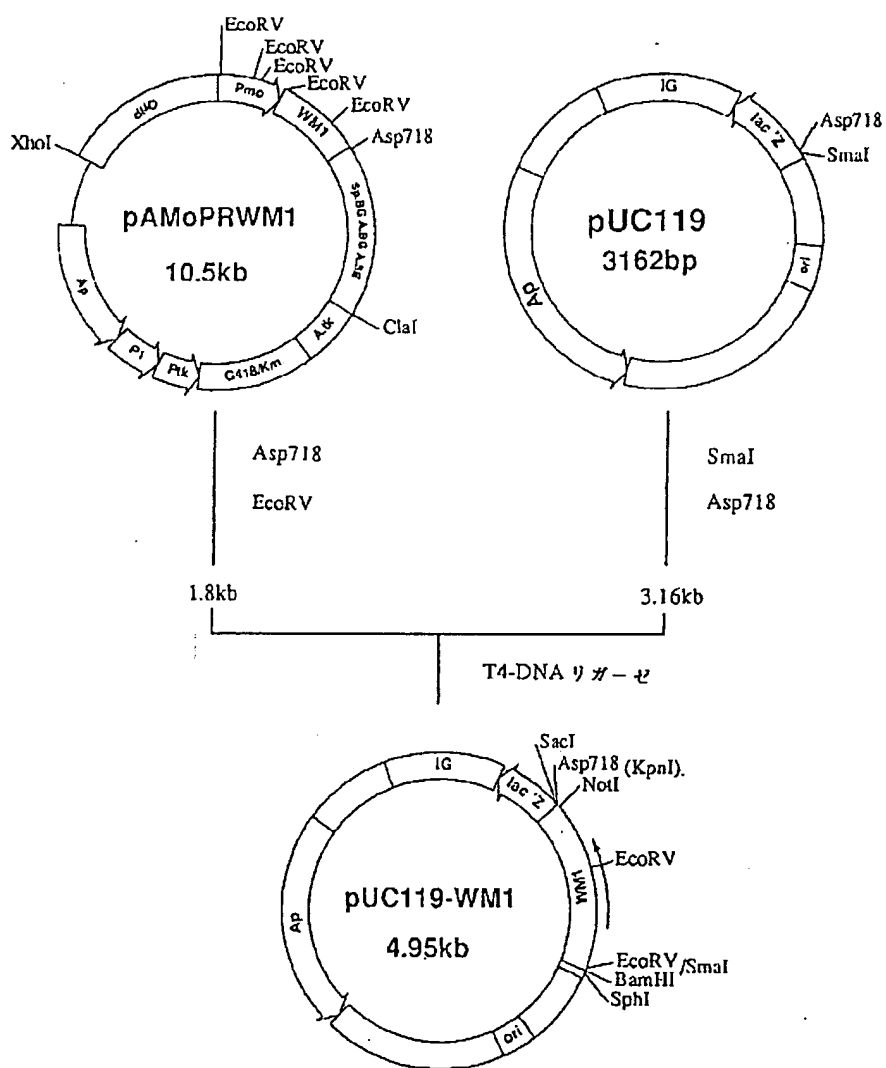 EcoRV
EcoRV
EcoRV
EcoRV
EcoRV
Asp718
XhoI
dhfr
Pmo
WM1
pAMoPRWM1
10.5kb
Ap
P1
Ptk
G418/Km
A.tk
ClaI
IG
lac 'Z
Asp718
SmaI
pUC119
3162bp
Ap
ori
Asp718
EcoRV
SmaI
Asp718
1.8kb
3.16kb
T4-DNA リガーゼ
SacI
Asp718 (KpnI).
NotI
IG
lac 'Z
EcoRV
WM1
pUC119-WM1
4.95kb
Ap
EcoRV/SmaI
BamHI
SphI
ori